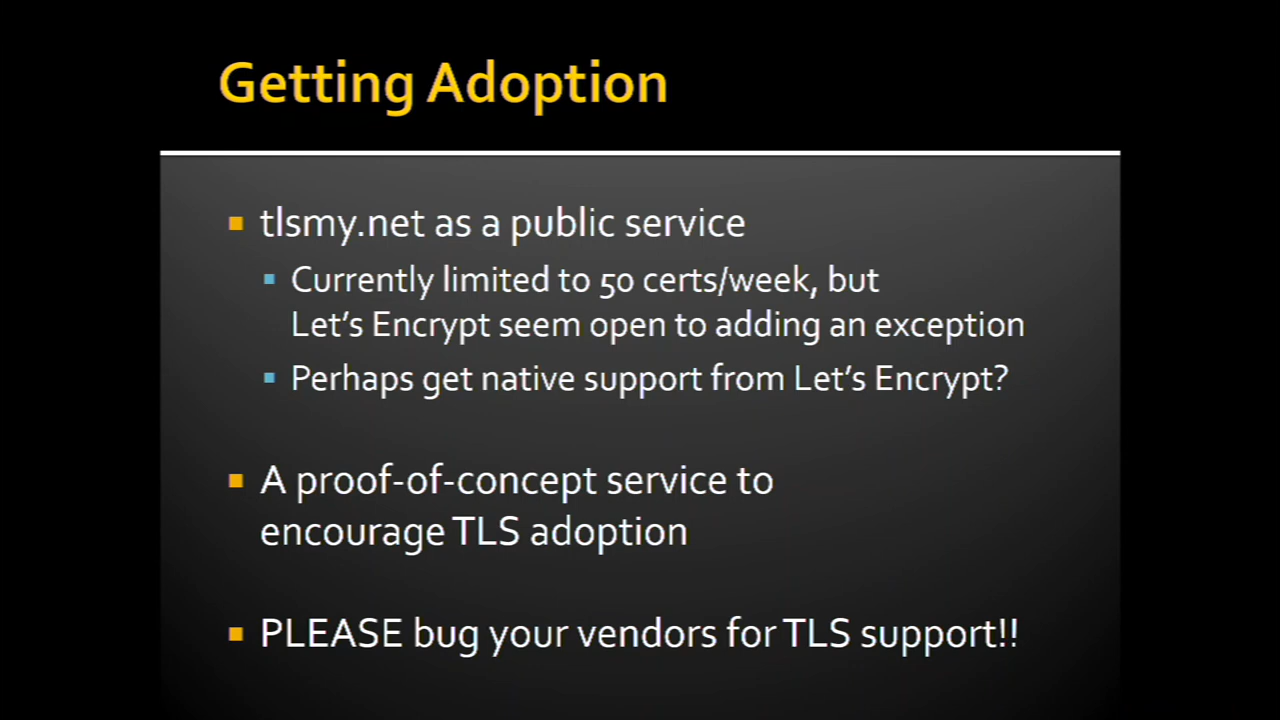 Getting Adoption
tlsmy.net as a public service
Currently limited to 50 certs/week, but
Let's Encrypt seem open to adding an exception
Perhaps get native support from Let's Encrypt?
A proof-of-concept service to
encourage TLS adoption
PLEASE bug your vendors for TLS support!!